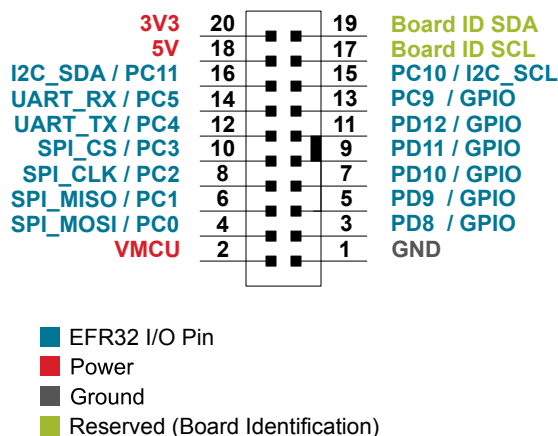 3V3 20 19 Board ID SDA
5V 18 17 Board ID SCL
I2C_SDA / PC11 16 15 PC10 / I2C_SCL
UART_RX / PC5 14 13 PC9 / GPIO
UART_TX / PC4 12 11 PD12 / GPIO
SPI_CS / PC3 10 9 PD11 / GPIO
SPI_CLK / PC2 8 7 PD10 / GPIO
SPI_MISO / PC1 6 5 PD9 / GPIO
SPI_MOSI / PC0 4 3 PD8 / GPIO
VMCU 2 1 GND
EFR32 I/O Pin
Power
Ground
Reserved (Board Identification)